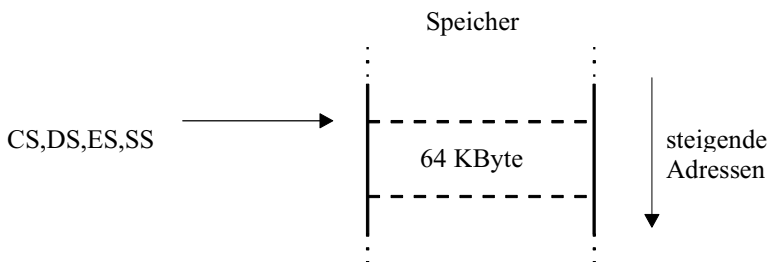 Speicher
CS,DS,ES,SS
64 KByte
steigende
Adressen